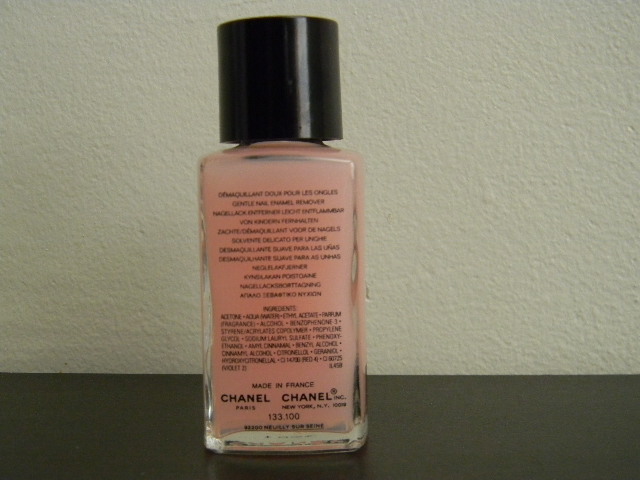 DÉMAQUILLANT DOUX POUR LES ONGLES
GENTLE NAIL ENAMEL REMOVER
NAGELLACK-ENTFERNER LEICHT ENTFLAMMBAR
VON KINDERN FERNHALTEN
ZACHTE/DÉMAQUILLANT VOOR DE NAGELS
SOLVENTE DELICATO PER UNGHIE
DESMAQUILLANTE SUAVE PARA LAS UÑAS
DESMAQUILHANTE SUAVE PARA AS UNHAS
NEGLELAKFJERNER
KYNSILAKAN POISTOAINE
NAGELLACKSBORTTAGNING
INGREDIENTS:
ACETONE • AQUA (WATER) • ETHYL ACETATE • PARFUM
(FRAGRANCE) • ALCOHOL • BENZOPHENONE-3 •
STYRENE/ACRYLATES COPOLYMER • PROPYLENE
GLYCOL • SODIUM LAURYL SULFATE • PHENOXY-
ETHANOL • AMYL CINNAMAL • BENZYL ALCOHOL •
CINNAMYL ALCOHOL • CITRONELLOL • GERANIOL •
HYDROXYCITRONELLAL • CI 14700 (RED 4) • CI 60725
(VIOLET 2) IL45B
MADE IN FRANCE
CHANEL CHANEL® INC.
PARIS NEW YORK, N.Y. 10019
133.100
92200 NEUILLY SUR SEINE